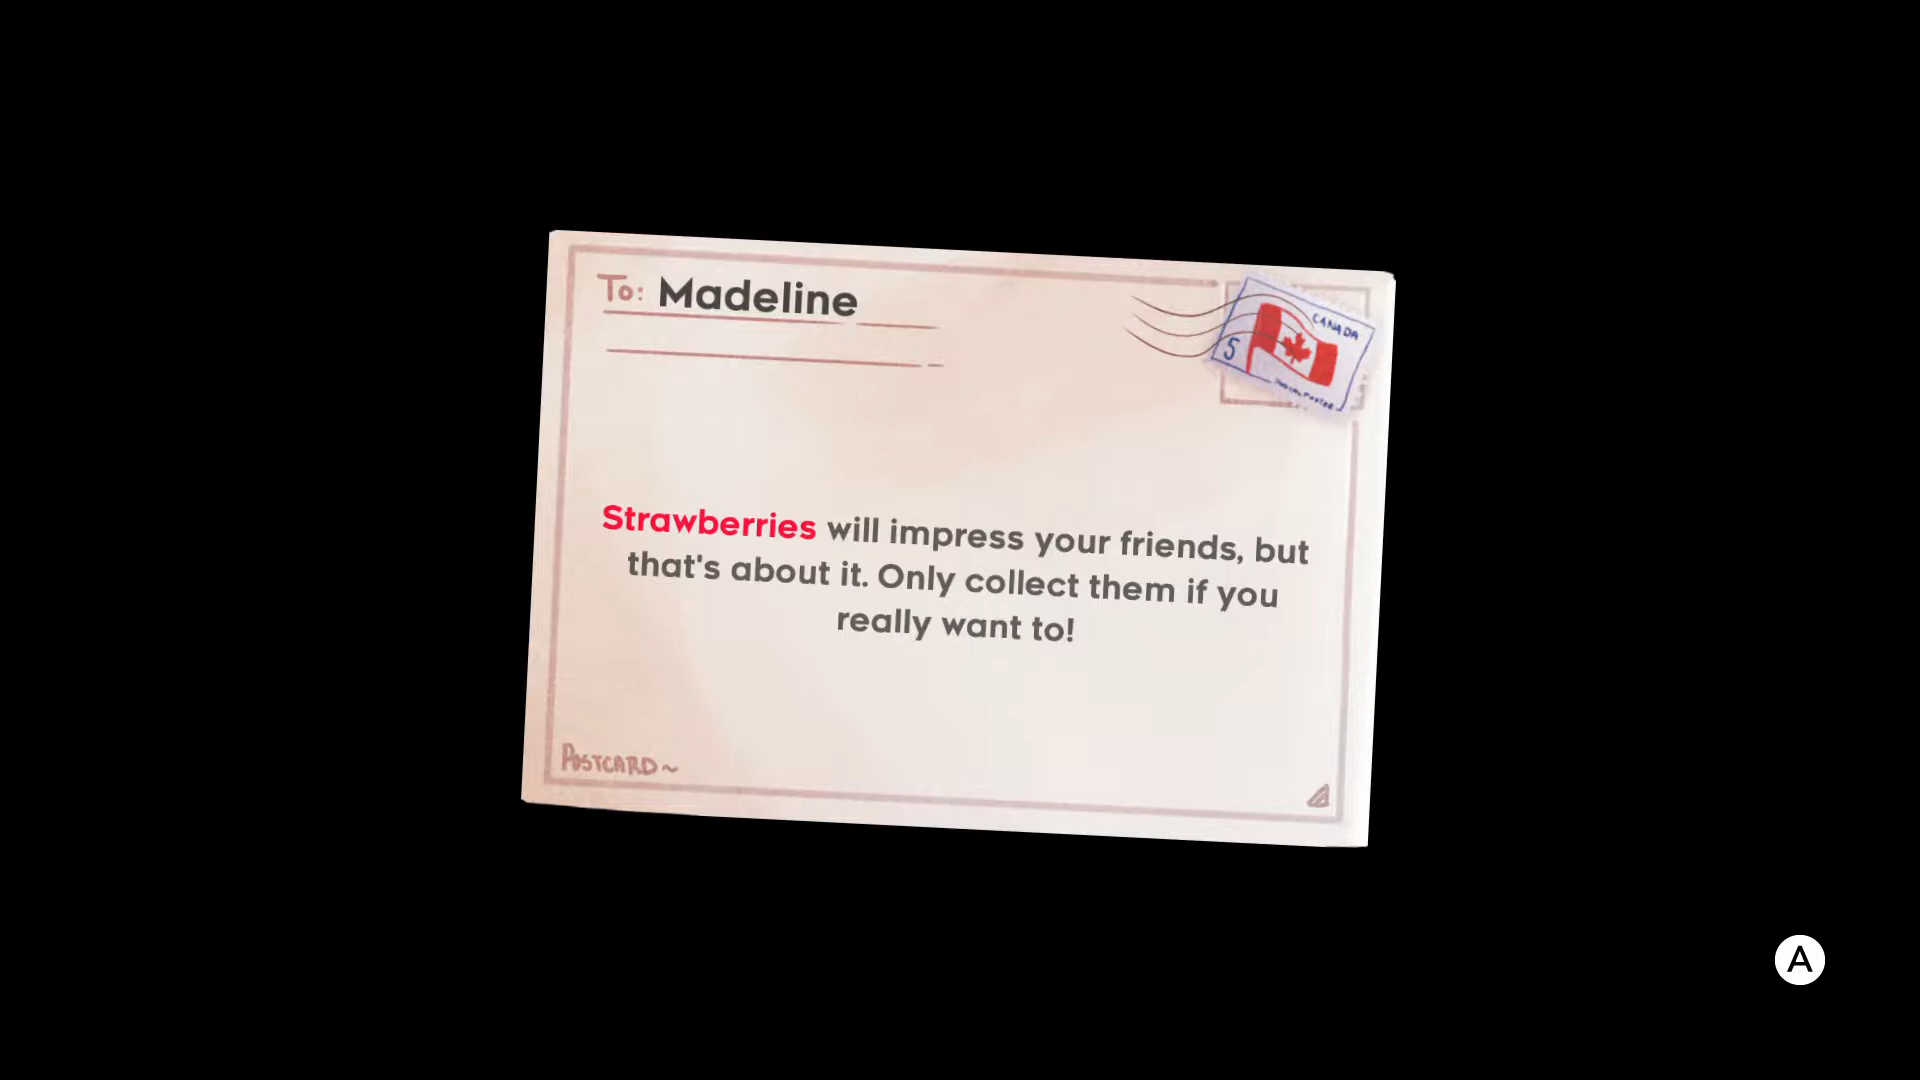 To: Madeline
CANADA
5
Strawberries will impress your friends, but
that's about it. Only collect them if you
really want to!
POSTCARD~
A